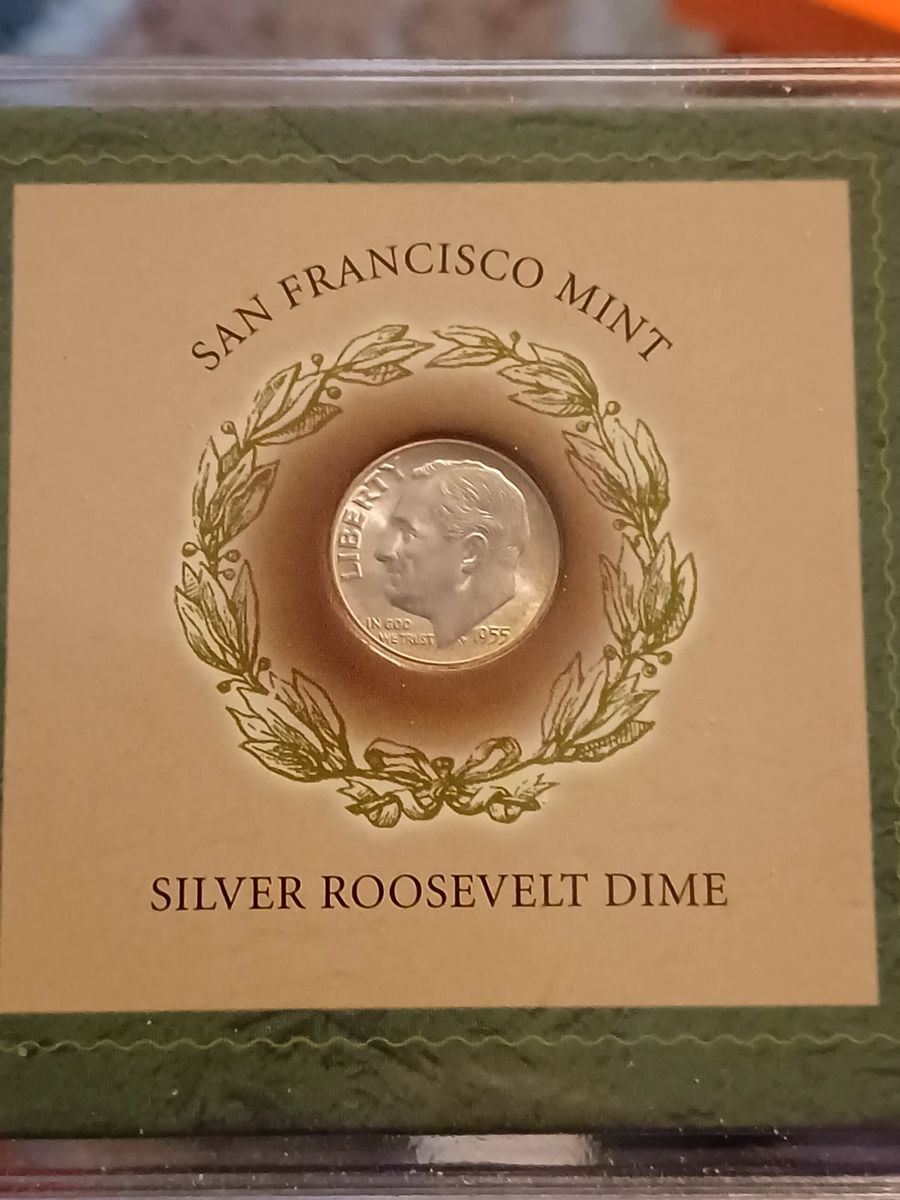 SAN FRANCISCO MINT
LIBERTY
IN GOD
WE TRUST
1955
SILVER ROOSEVELT DIME